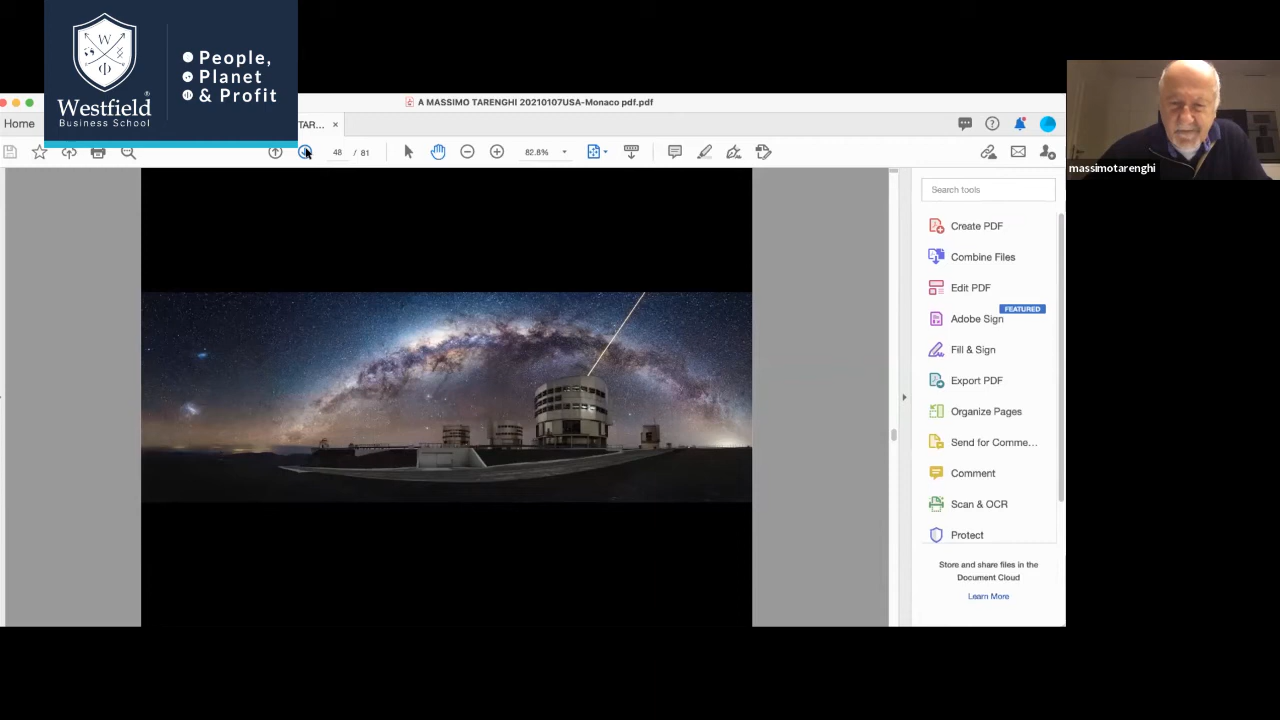 W
Westfield®
Business School
People,
Planet
& Profit
A MASSIMO TARENGHI 20210107USA-Monaco pdf.pdf
Home
TAR... ×
48 / 81
82.8%
massimotarenghi
Search tools
Create PDF
Combine Files
Edit PDF
FEATURED
Adobe Sign
Fill & Sign
Export PDF
Organize Pages
Send for Comme...
Comment
Scan & OCR
Protect
Store and share files in the
Document Cloud
Learn More